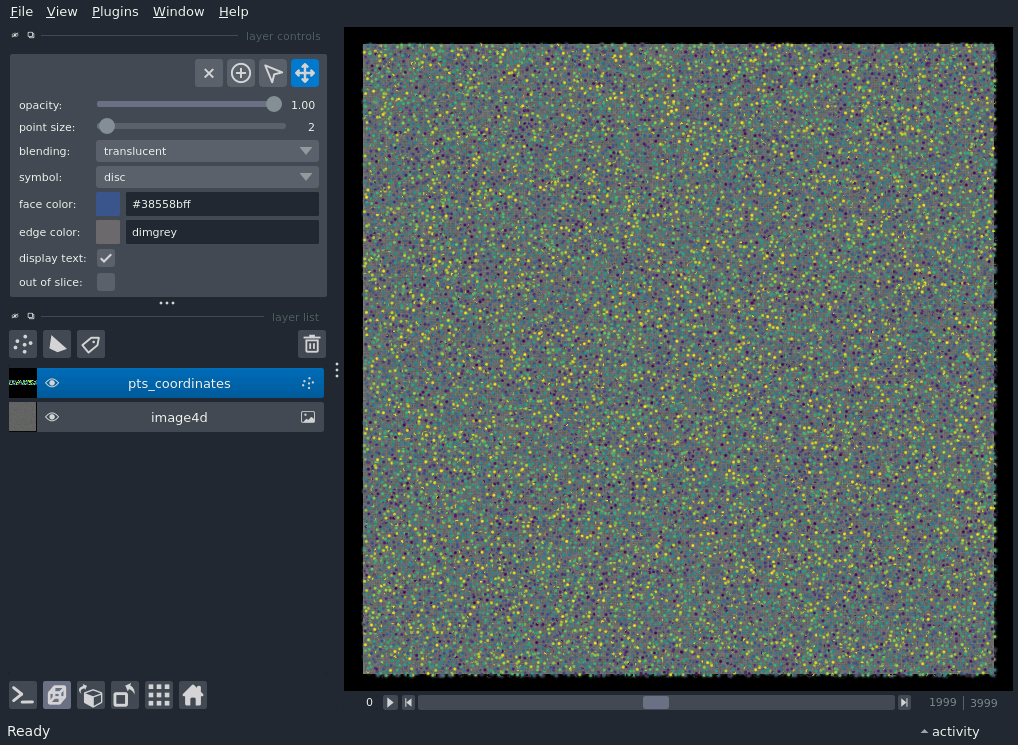 File View Plugins Window Help
layer controls
opacity: 1.00
point size: 2
blending: translucent
symbol: disc
face color: #38558bff
edge color: dimgrey
display text:
out of slice:
layer list
pts_coordinates
image4d
0 1999 3999
Ready
activity